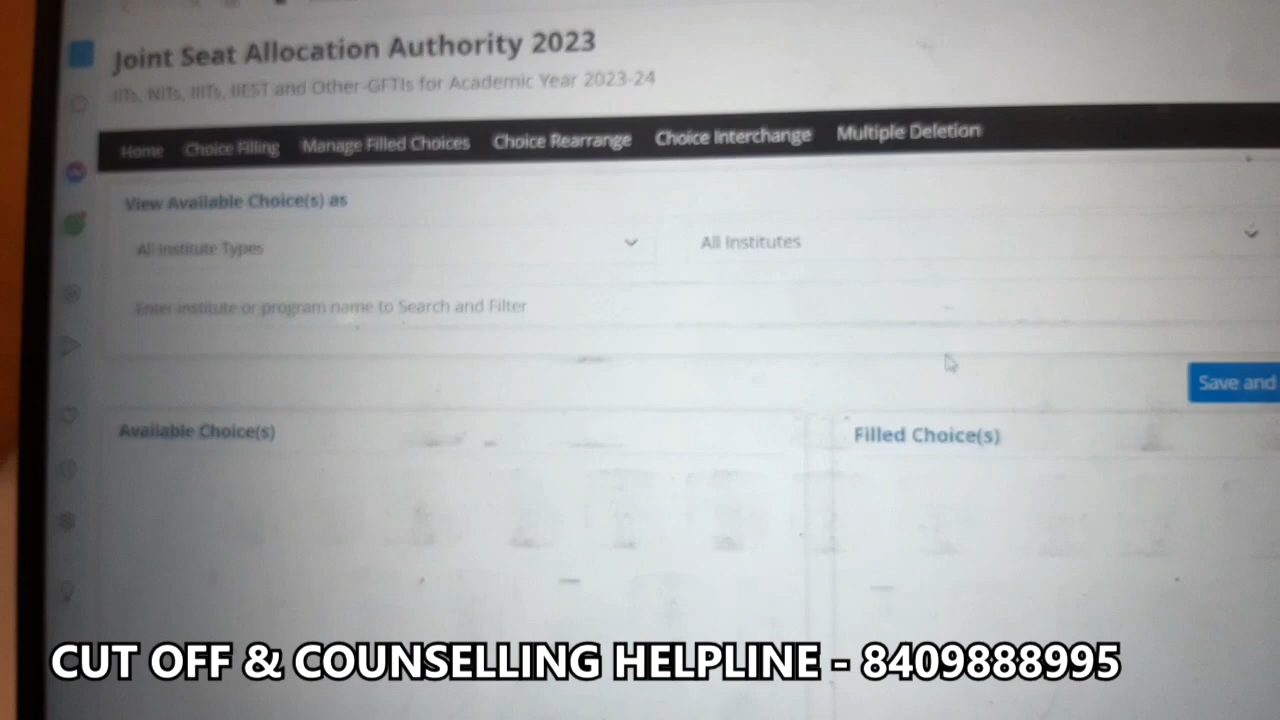 Joint Seat Allocation Authority 2023
IITs, NITs, IIITs, IIEST and Other-GFTIs for Academic Year 2023-24
Home Choice Filling Manage Filled Choices Choice Rearrange Choice Interchange Multiple Deletion
View Available Choice(s) as
All Institute Types All Institutes
Enter institute or program name to Search and Filter
Save and
Available Choice(s) Filled Choice(s)
CUT OFF & COUNSELLING HELPLINE - 8409888995